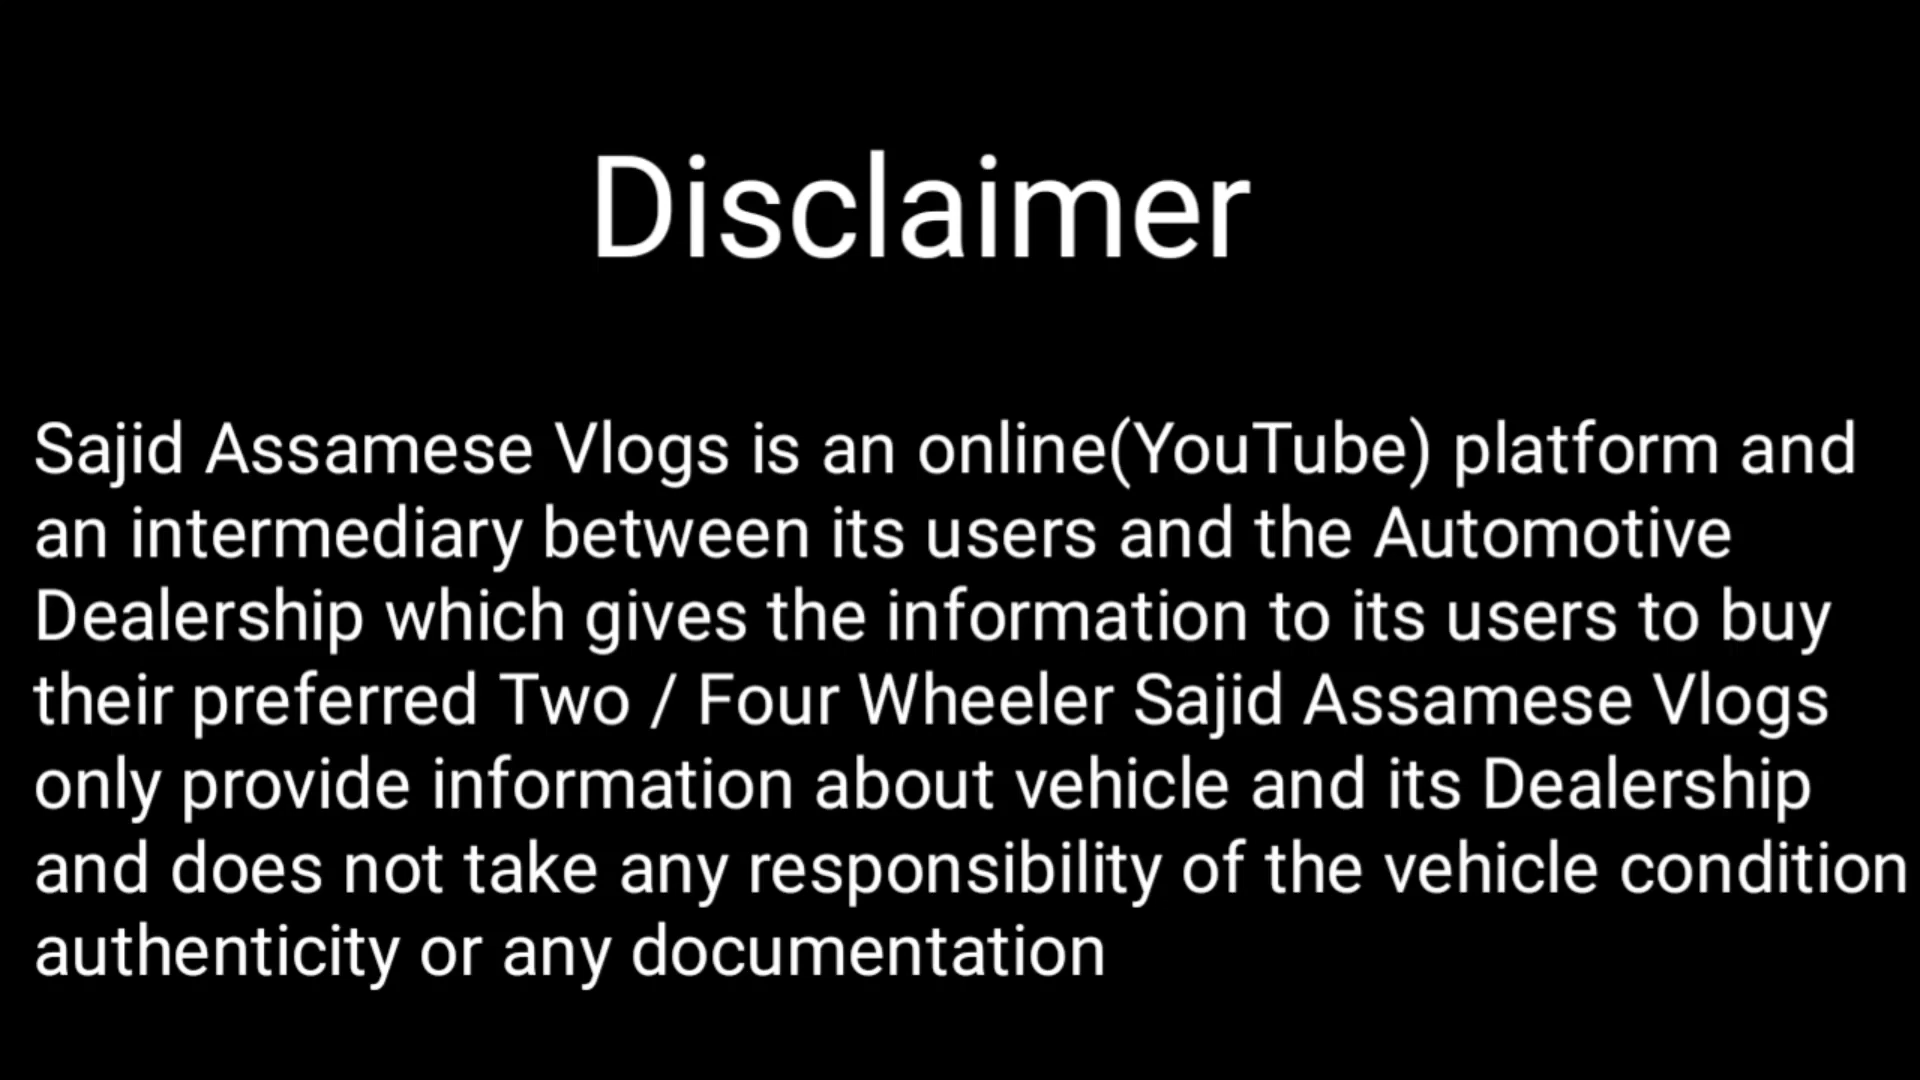 Disclaimer
Sajid Assamese Vlogs is an online(YouTube) platform and
an intermediary between its users and the Automotive
Dealership which gives the information to its users to buy
their preferred Two / Four Wheeler Sajid Assamese Vlogs
only provide information about vehicle and its Dealership
and does not take any responsibility of the vehicle condition
authenticity or any documentation